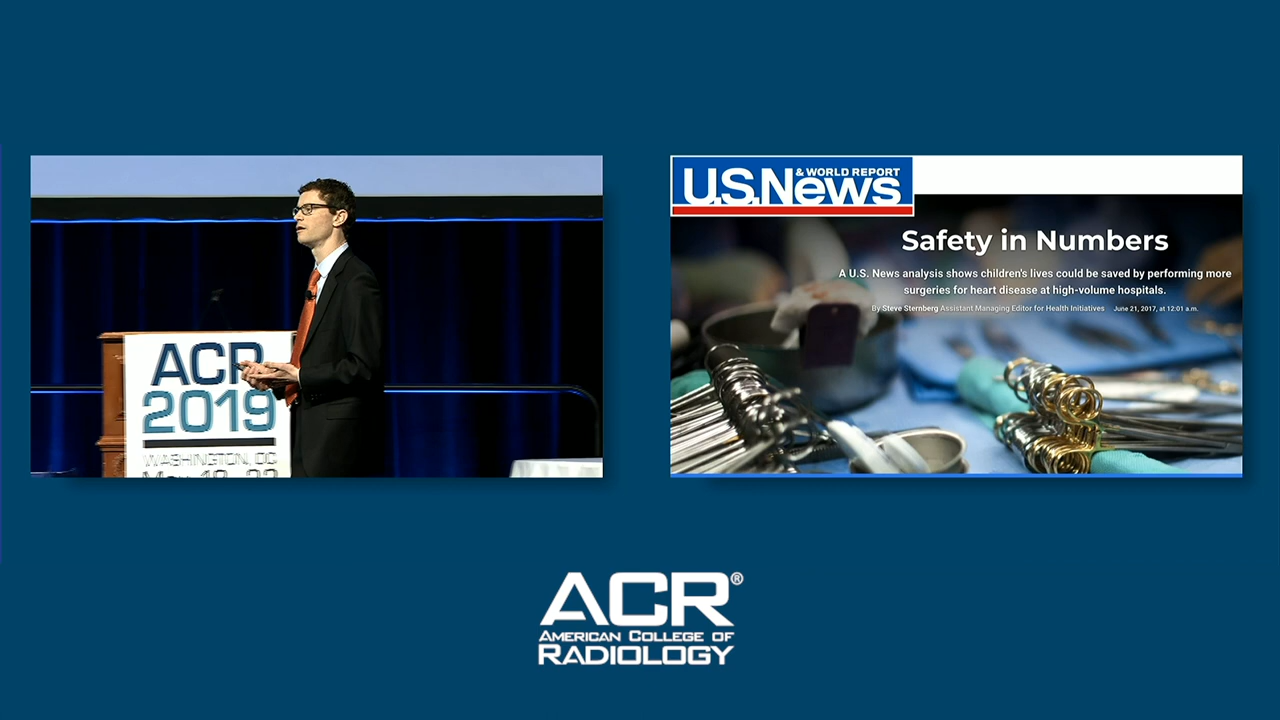 ACR
2019
WASHINGTON, DC
U.S. News & WORLD REPORT
Safety in Numbers
A U.S. News analysis shows children's lives could be saved by performing more
surgeries for heart disease at high-volume hospitals.
By Steve Sternberg Assistant Managing Editor for Health Initiatives June 21, 2017, at 12:01 a.m.
ACR®
AMERICAN COLLEGE OF
RADIOLOGY